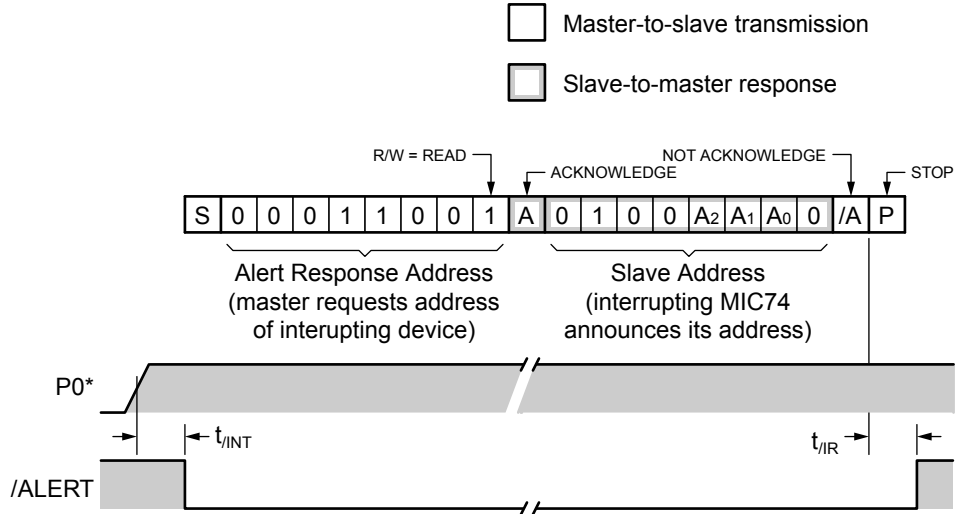 Master-to-slave transmission
Slave-to-master response
R/W = READ
ACKNOWLEDGE
NOT ACKNOWLEDGE
STOP
S 0 0 0 1 1 0 0 1 A 0 1 0 0 A2 A1 A0 0 /A P
Alert Response Address
(master requests address
of interupting device)
Slave Address
(interrupting MIC74
announces its address)
P0*
t/INT
t/IR
/ALERT